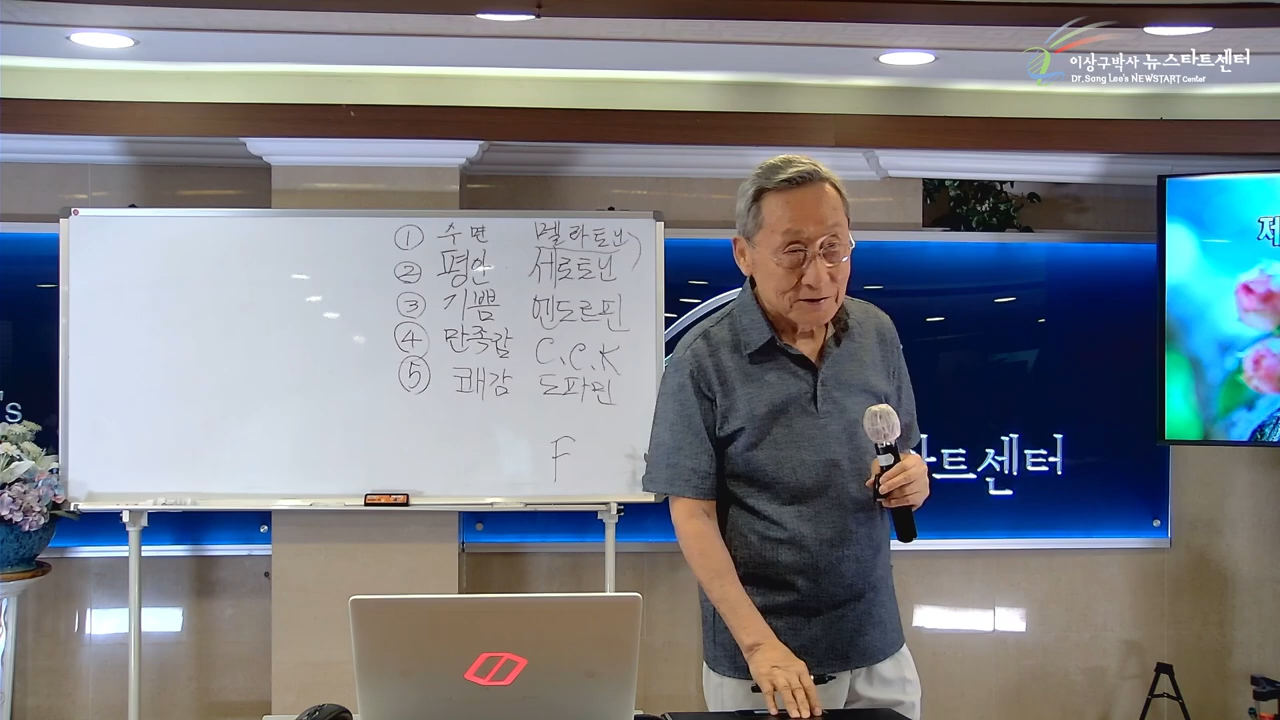 이상구박사 뉴스타트센터
Dr. Sang Lee's NEWSTART Center
① 수면 멜라토닌
② 평안 세로토닌
③ 기쁨 엔도르핀
④ 만족감 C.C.K
⑤ 쾌감 도파민
F
's
타트센터
제